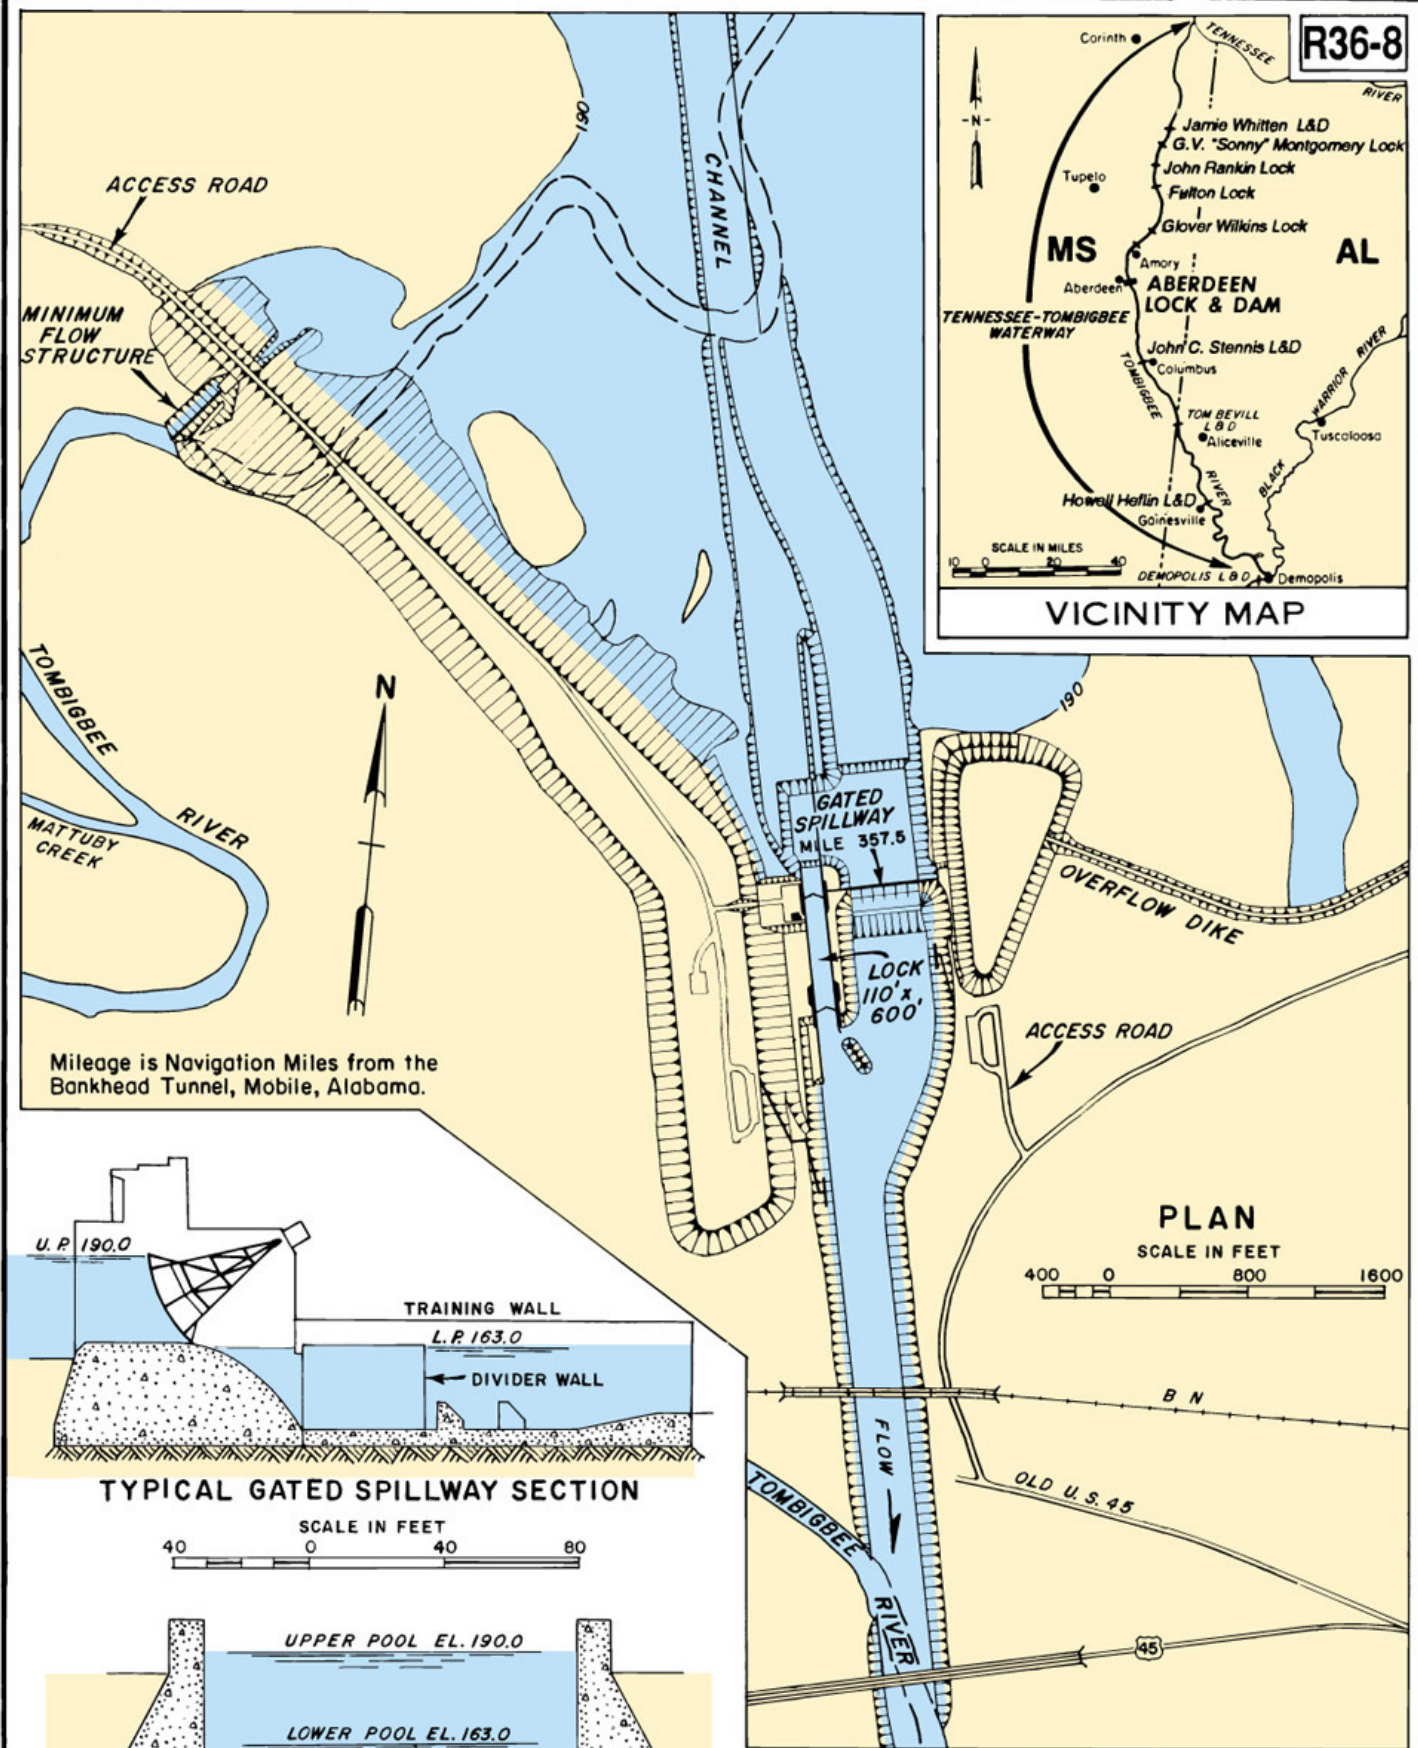 R36-8
Corinth
TENNESSEE
RIVER
-N-
Jamie Whitten L&D
G.V. "Sonny" Montgomery Lock
John Rankin Lock
Tupelo
Fulton Lock
Glover Wilkins Lock
MS
AL
Amory
Aberdeen
ABERDEEN
LOCK & DAM
TENNESSEE-TOMBIGBEE
WATERWAY
John C. Stennis L&D
Columbus
TOMBIGBEE
RIVER
TOM BEVILL
L&D
Aliceville
BLACK
WARRIOR
RIVER
Tuscaloosa
Howell Heflin L&D
Gainesville
SCALE IN MILES
10 0 20 40
DEMOPOLIS L&D
Demopolis
VICINITY MAP
190
CHANNEL
ACCESS ROAD
MINIMUM
FLOW
STRUCTURE
TOMBIGBEE
RIVER
MATTUBY
CREEK
N
190
GATED
SPILLWAY
MILE 357.5
OVERFLOW DIKE
LOCK
110' x
600'
ACCESS ROAD
Mileage is Navigation Miles from the
Bankhead Tunnel, Mobile, Alabama.
PLAN
SCALE IN FEET
400 0 800 1600
B N
FLOW
OLD U.S. 45
TOMBIGBEE
RIVER
45
U.P. 190.0
TRAINING WALL
L.P. 163.0
DIVIDER WALL
TYPICAL GATED SPILLWAY SECTION
SCALE IN FEET
40 0 40 80
UPPER POOL EL. 190.0
LOWER POOL EL. 163.0